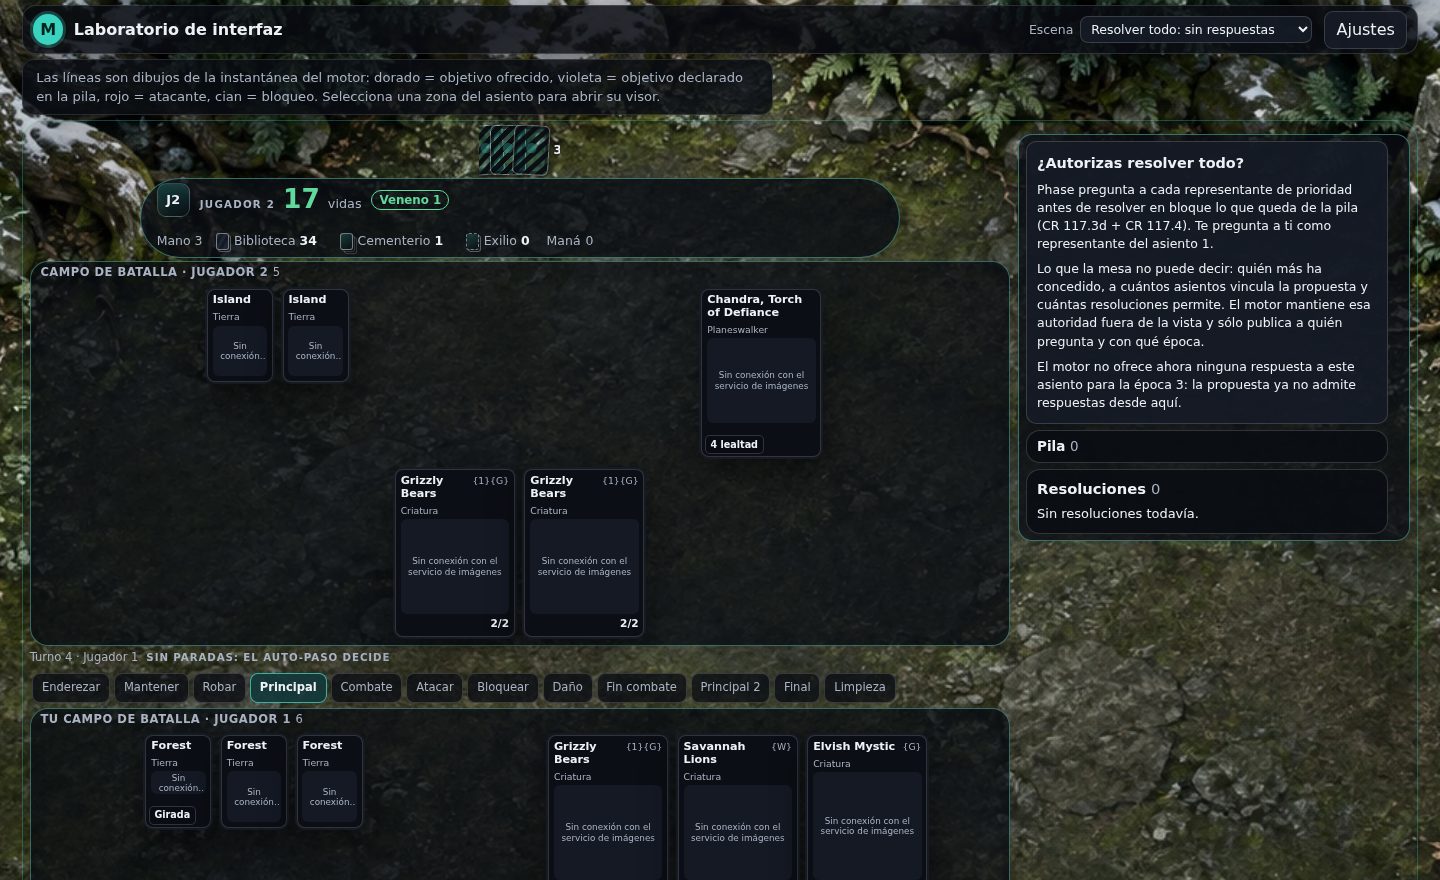 M Laboratorio de interfaz
Escena Resolver todo: sin respuestas Ajustes
Las líneas son dibujos de la instantánea del motor: dorado = objetivo ofrecido, violeta = objetivo declarado
en la pila, rojo = atacante, cian = bloqueo. Selecciona una zona del asiento para abrir su visor.
3
J2 JUGADOR 2 17 vidas Veneno 1
Mano 3 Biblioteca 34 Cementerio 1 Exilio 0 Maná 0
CAMPO DE BATALLA · JUGADOR 2 5
Island
Tierra
Sin
conexión..
Island
Tierra
Sin
conexión..
Chandra, Torch
of Defiance
Planeswalker
Sin conexión con el
servicio de imágenes
4 lealtad
Grizzly
Bears
{1}{G}
Criatura
Sin conexión con el
servicio de imágenes
2/2
Grizzly
Bears
{1}{G}
Criatura
Sin conexión con el
servicio de imágenes
2/2
Turno 4 · Jugador 1 SIN PARADAS: EL AUTO-PASO DECIDE
Enderezar Mantener Robar Principal Combate Atacar Bloquear Daño Fin combate Principal 2 Final Limpieza
TU CAMPO DE BATALLA · JUGADOR 1 6
Forest
Tierra
Sin
conexión..
Girada
Forest
Tierra
Sin
conexión..
Forest
Tierra
Sin
conexión..
Grizzly
Bears
{1}{G}
Criatura
Sin conexión con el
servicio de imágenes
Savannah
Lions
{W}
Criatura
Sin conexión con el
servicio de imágenes
Elvish Mystic {G}
Criatura
Sin conexión con el
servicio de imágenes
¿Autorizas resolver todo?
Phase pregunta a cada representante de prioridad
antes de resolver en bloque lo que queda de la pila
(CR 117.3d + CR 117.4). Te pregunta a ti como
representante del asiento 1.
Lo que la mesa no puede decir: quién más ha
concedido, a cuántos asientos vincula la propuesta y
cuántas resoluciones permite. El motor mantiene esa
autoridad fuera de la vista y sólo publica a quién
pregunta y con qué época.
El motor no ofrece ahora ninguna respuesta a este
asiento para la época 3: la propuesta ya no admite
respuestas desde aquí.
Pila 0
Resoluciones 0
Sin resoluciones todavía.